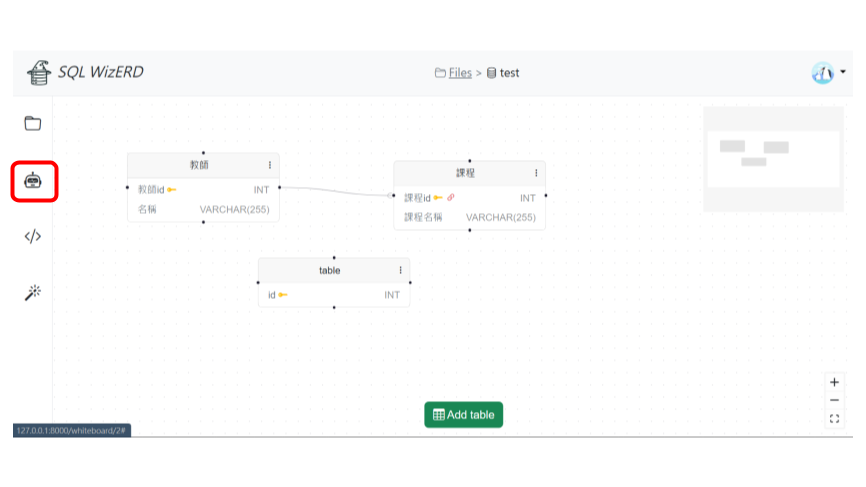 SQL WizERD
Files > test
教師
教師id INT
名稱 VARCHAR(255)
課程
課程id INT
課程名稱 VARCHAR(255)
table
id INT
Add table
127.0.0.1:8000/whiteboard/2#